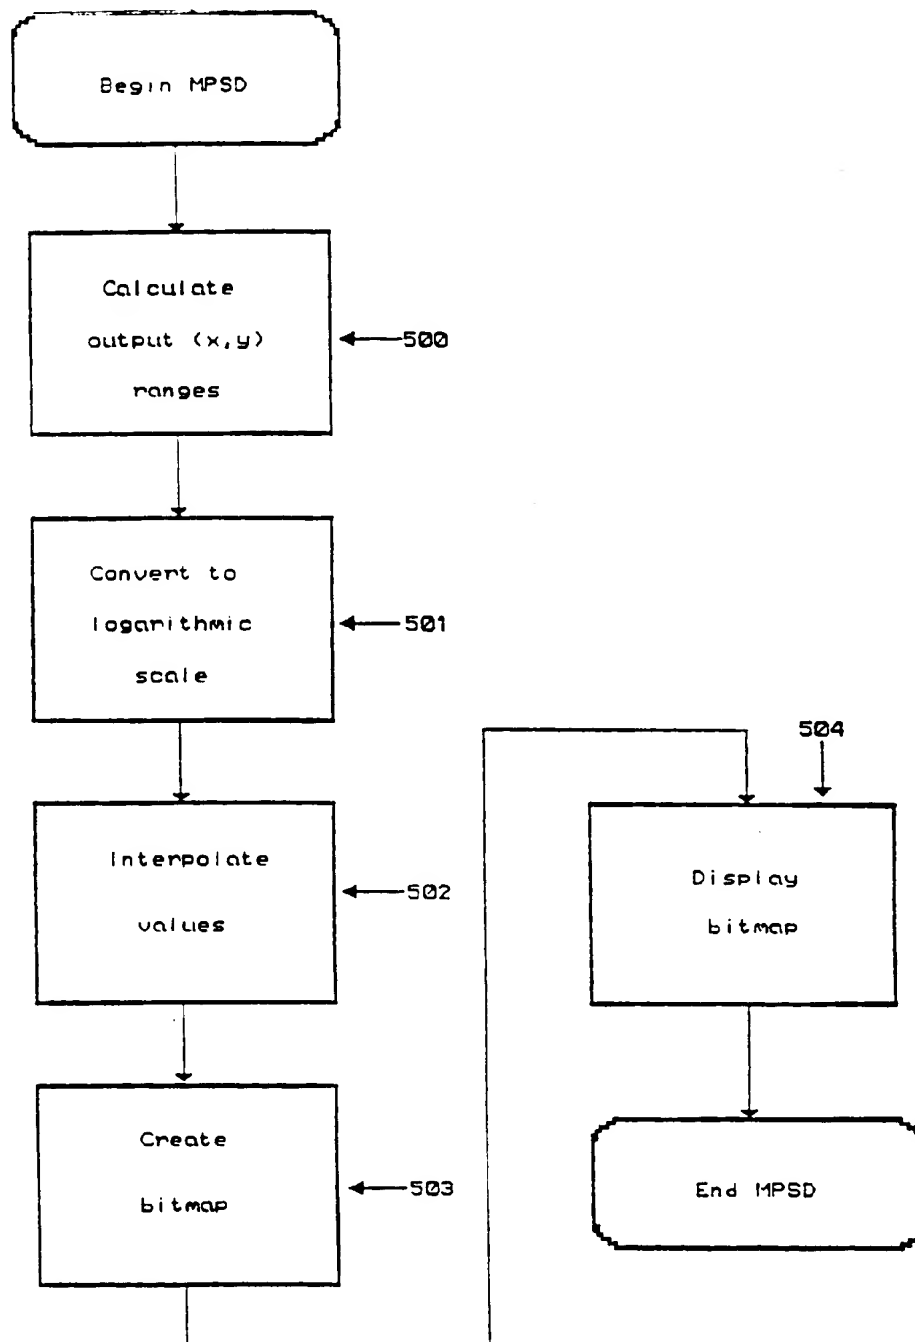 Begin MPSD
Calculate
output (x,y)
ranges
500
Convert to
logarithmic
scale
501
Interpolate
values
502
Create
bitmap
503
504
Display
bitmap
End MPSD